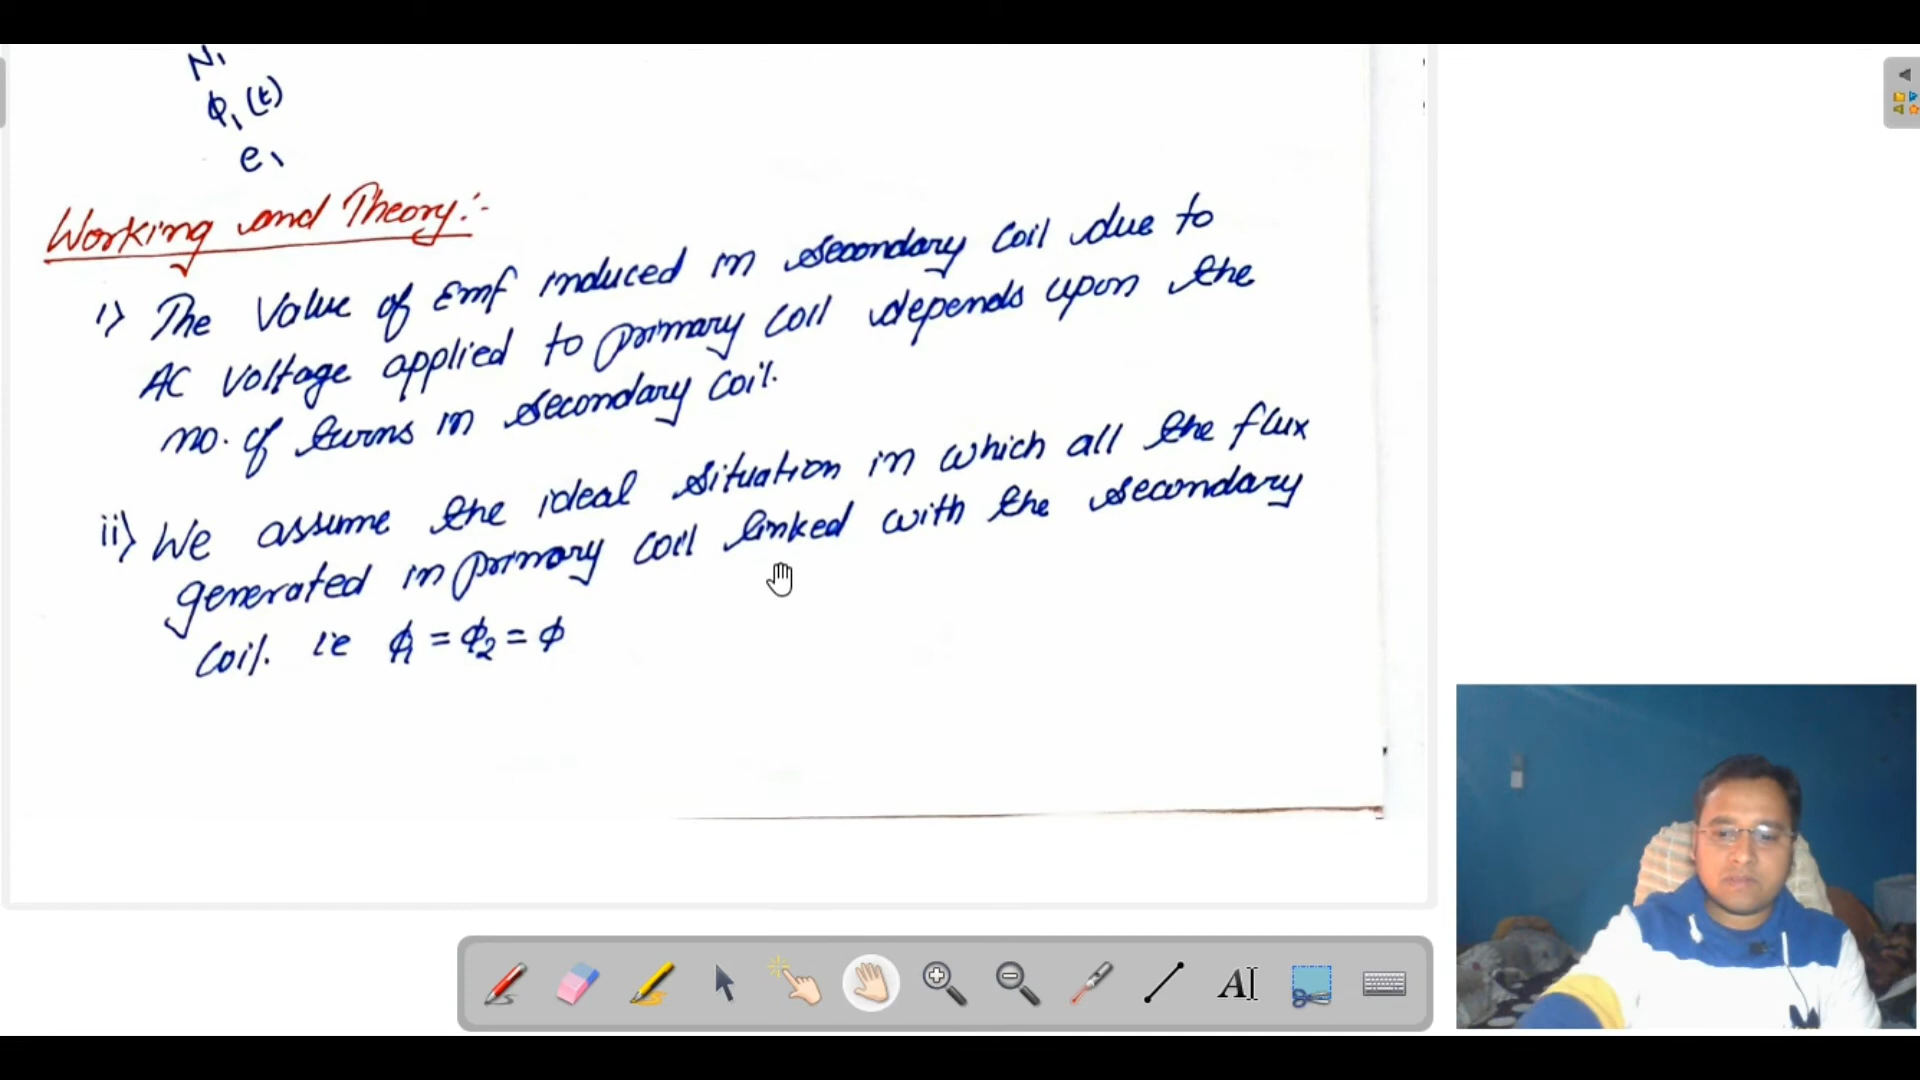 N₁
Φ₁(t)
e₁
Working and Theory:-
i) The Value of Emf induced in secondary coil due to
AC Voltage applied to primary coil depends upon the
no. of turns in secondary coil.
ii) We assume the ideal situation in which all the flux
generated in primary coil linked with the secondary
coil. ie ϕ₁ = ϕ₂ = ϕ
AI